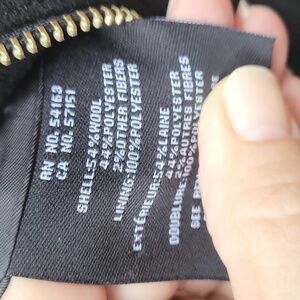 RN NO. 54163
CA NO. 57151
SHELL:54%WOOL
44%POLYESTER
2%OTHER FIBERS
LINING:100%POLYESTER
EXTÉRIEUR:54%LAINE
44%POLYESTER
2%AUTRES FIBRES
DOUBLURE:100%POLYESTER
SEE